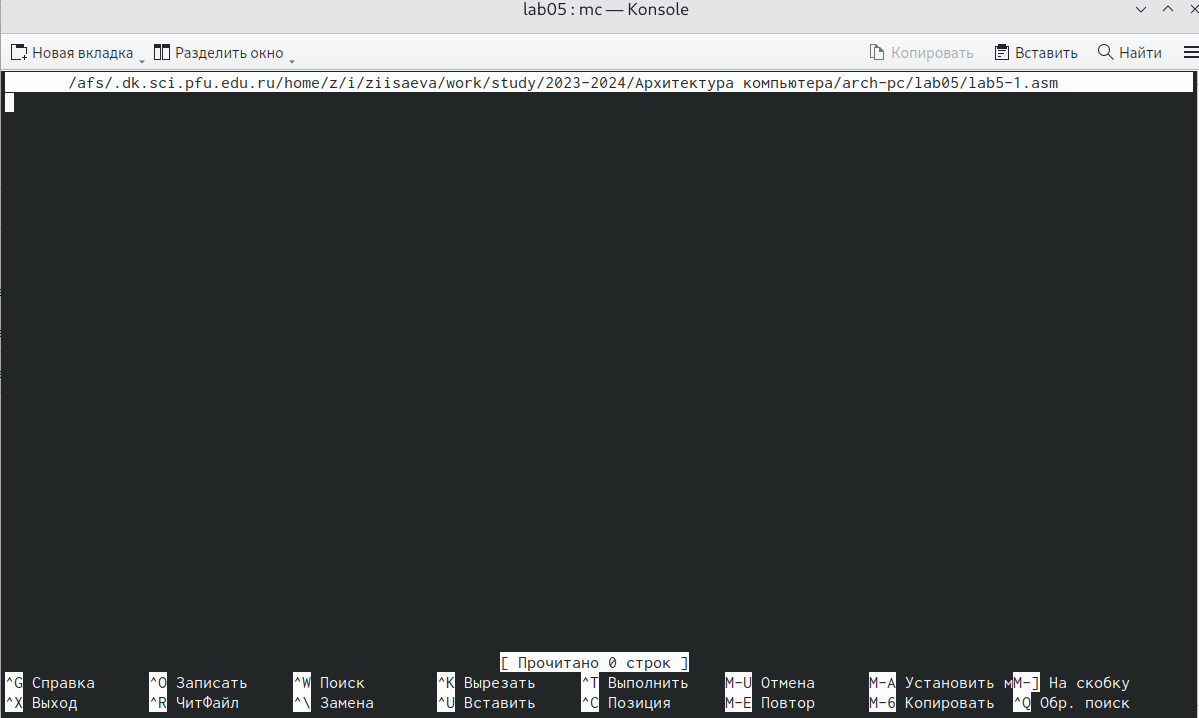 lab05 : mc — Konsole
Новая вкладка Разделить окно Копировать Вставить Найти
/afs/.dk.sci.pfu.edu.ru/home/z/i/ziisaeva/work/study/2023-2024/Архитектура компьютера/arch-pc/lab05/lab5-1.asm
[ Прочитано 0 строк ]
^G Справка ^O Записать ^W Поиск ^K Вырезать ^T Выполнить M-U Отмена M-A Установить мM-] На скобку
^X Выход ^R ЧитФайл ^\ Замена ^U Вставить ^C Позиция M-E Повтор M-6 Копировать ^Q Обр. поиск